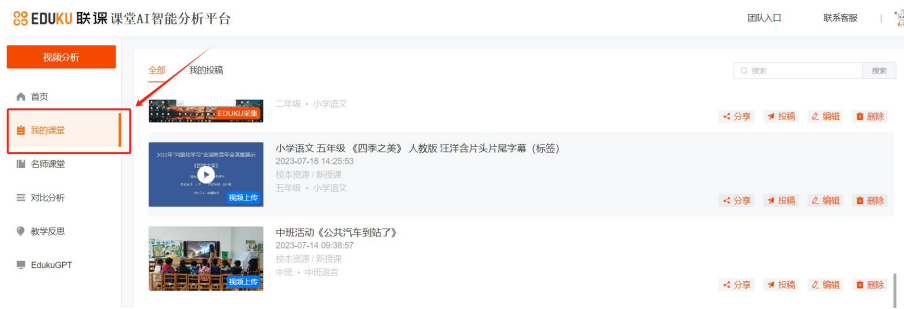 EDUKU 联课 课堂AI智能分析平台
团队入口
联系客服
视频分析
首页
我的课堂
名师课堂
对比分析
教学反思
EdukuGPT
全部
我的投稿
搜索
搜索
EDUKU采集
二年级 · 小学语文
分享 投稿 编辑 删除
视频上传
小学语文 五年级 《四季之美》 人教版 汪洋含片头片尾字幕 (标签)
2023-07-18 14:25:53
校本资源 / 新授课
五年级 · 小学语文
分享 投稿 编辑 删除
视频上传
中班活动《公共汽车到站了》
2023-07-14 09:38:57
校本资源 / 新授课
中班 · 中班语言
分享 投稿 编辑 删除